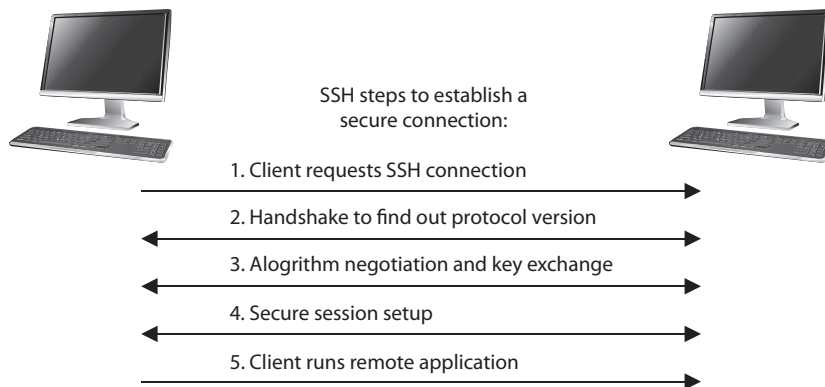 SSH steps to establish a
secure connection:
1. Client requests SSH connection
2. Handshake to find out protocol version
3. Alogrithm negotiation and key exchange
4. Secure session setup
5. Client runs remote application